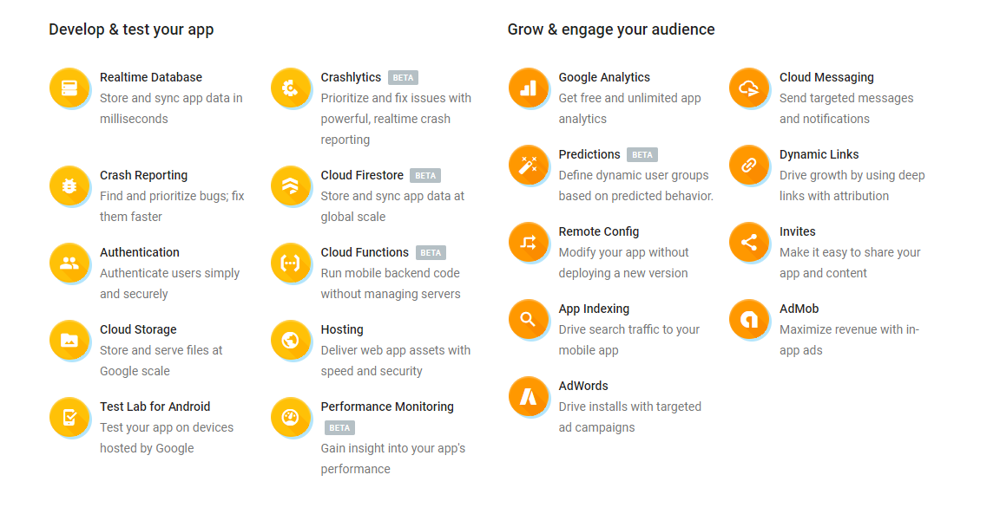 Develop & test your app
Realtime Database
Store and sync app data in
milliseconds
Crashlytics BETA
Prioritize and fix issues with
powerful, realtime crash
reporting
Crash Reporting
Find and prioritize bugs; fix
them faster
Cloud Firestore BETA
Store and sync app data at
global scale
Authentication
Authenticate users simply
and securely
Cloud Functions BETA
Run mobile backend code
without managing servers
Cloud Storage
Store and serve files at
Google scale
Hosting
Deliver web app assets with
speed and security
Test Lab for Android
Test your app on devices
hosted by Google
Performance Monitoring
BETA
Gain insight into your app's
performance
Grow & engage your audience
Google Analytics
Get free and unlimited app
analytics
Cloud Messaging
Send targeted messages
and notifications
Predictions BETA
Define dynamic user groups
based on predicted behavior.
Dynamic Links
Drive growth by using deep
links with attribution
Remote Config
Modify your app without
deploying a new version
Invites
Make it easy to share your
app and content
App Indexing
Drive search traffic to your
mobile app
AdMob
Maximize revenue with in-
app ads
AdWords
Drive installs with targeted
ad campaigns